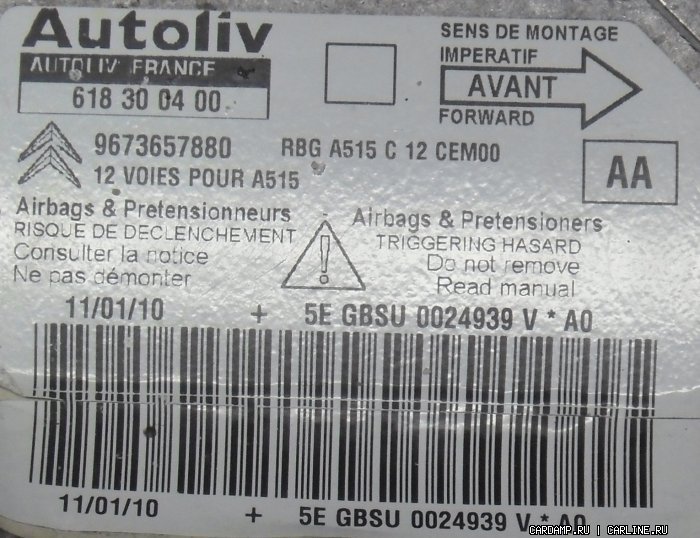 Autoliv
AUTOLIV FRANCE
618 30 04 00
SENS DE MONTAGE
IMPERATIF
AVANT
FORWARD
9673657880 RBG A515 C 12 CEM00
12 VOIES POUR A515
AA
Airbags & Pretensionneurs
RISQUE DE DECLENCHEMENT
Consulter la notice
Ne pas démonter
!
Airbags & Pretensioners
TRIGGERING HASARD
Do not remove
Read manual
11/01/10 + 5E GBSU 0024939 V * A0
11/01/10 + 5E GBSU 0024939 V * A0
CARDAMP.RU | CARLINE.RU